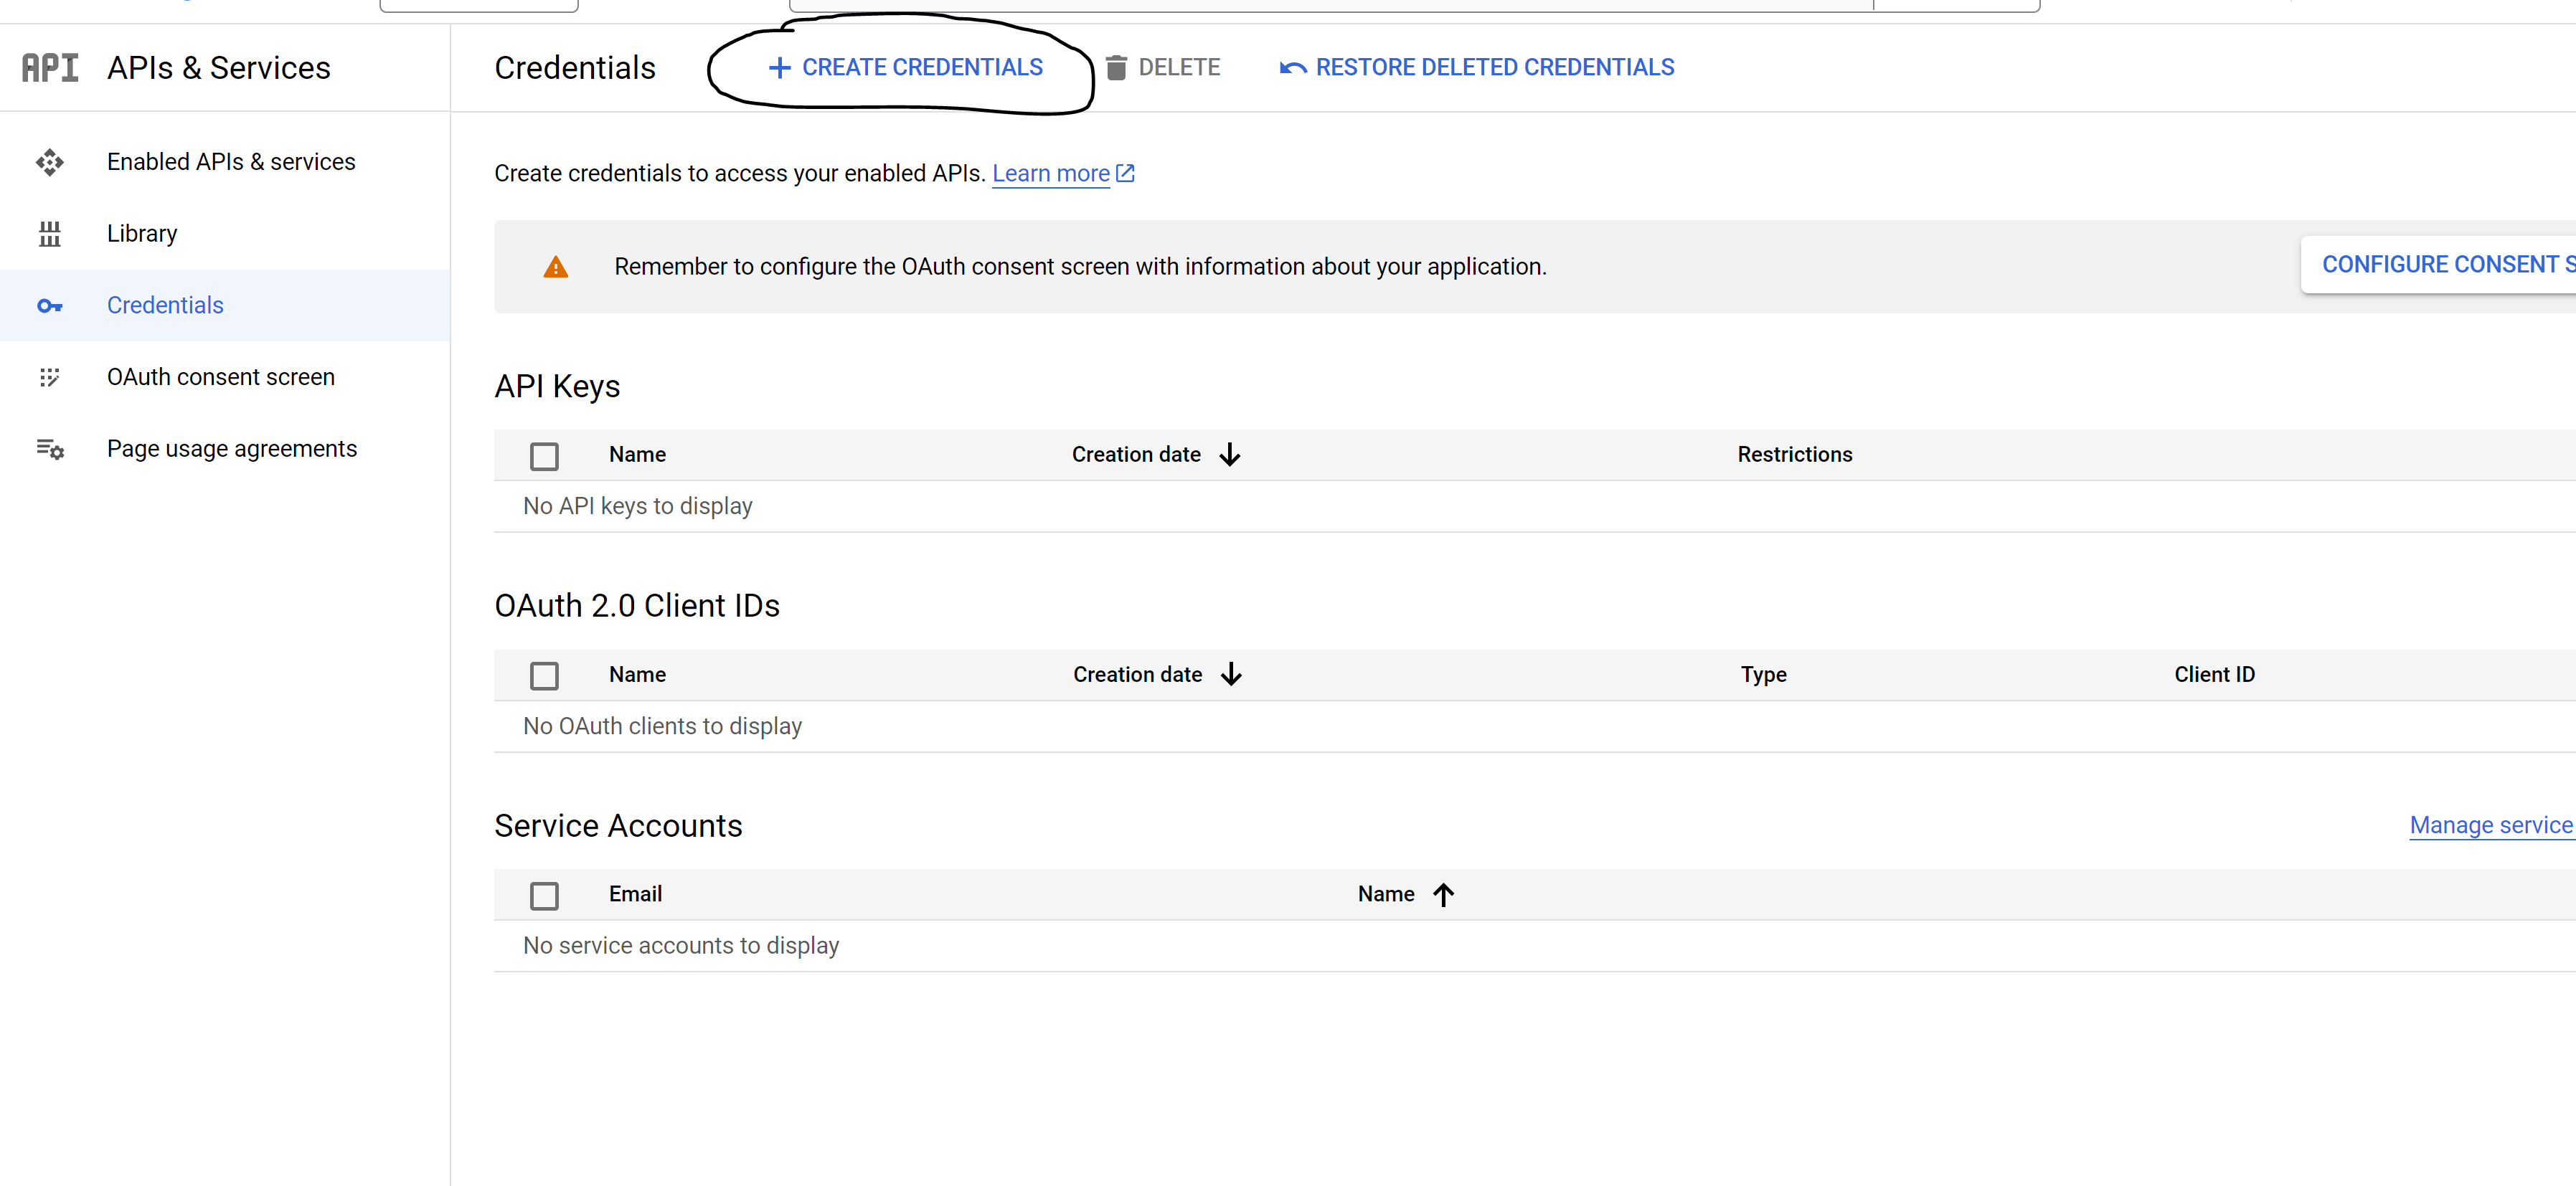 API APIs & Services
Credentials
+ CREATE CREDENTIALS
DELETE
RESTORE DELETED CREDENTIALS
Enabled APIs & services
Library
Credentials
OAuth consent screen
Page usage agreements
Create credentials to access your enabled APIs. Learn more
Remember to configure the OAuth consent screen with information about your application.
CONFIGURE CONSENT S
API Keys
Name Creation date Restrictions
No API keys to display
OAuth 2.0 Client IDs
Name Creation date Type Client ID
No OAuth clients to display
Service Accounts
Manage service
Email Name
No service accounts to display